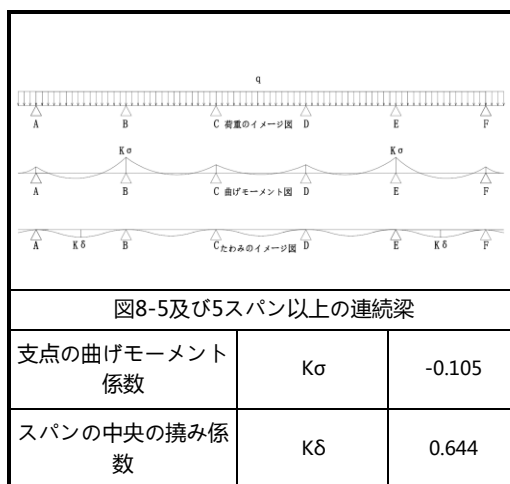 q
A B C 荷重のイメージ図 D E F
Kσ Kσ
A B C 曲げモーメント図 D E F
A Kδ B C たわみのイメージ図 D E Kδ F
図8-5及び5スパン以上の連続梁
支点の曲げモーメント
係数
Kσ
-0.105
スパンの中央の撓み係
数
Kδ
0.644